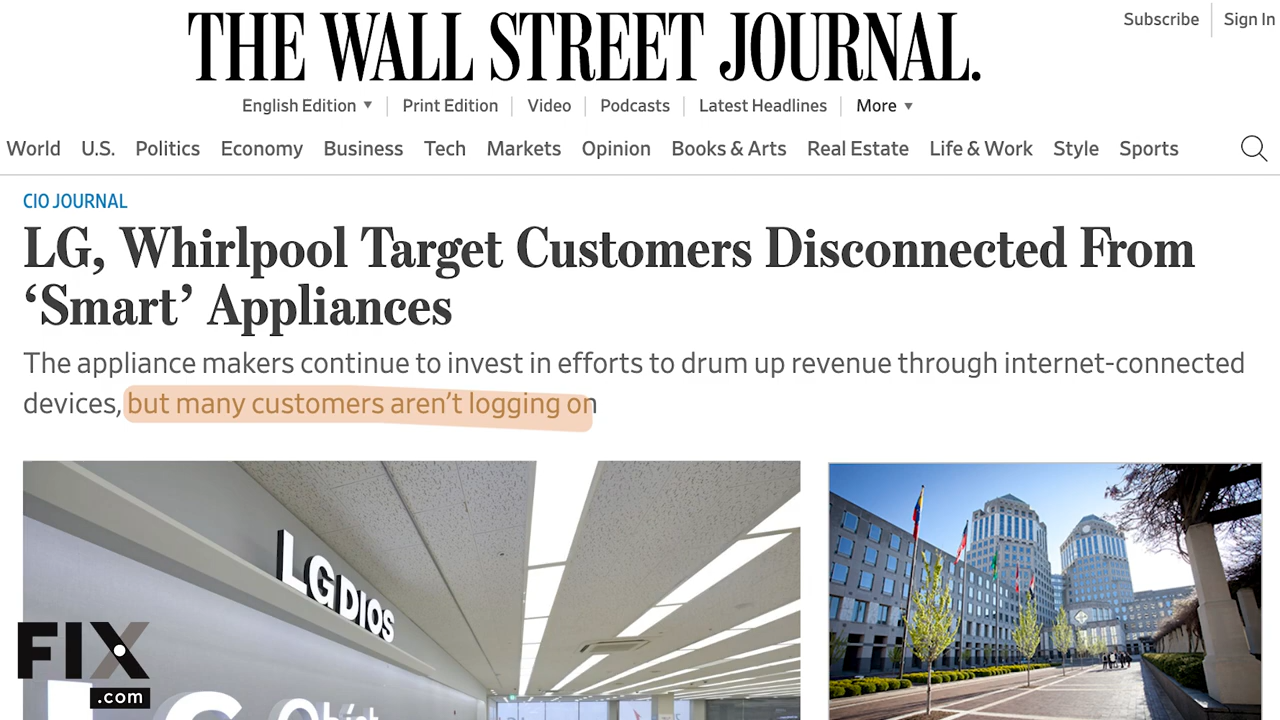 Subscribe
Sign In
THE WALL STREET JOURNAL.
English Edition
Print Edition
Video
Podcasts
Latest Headlines
More
World
U.S.
Politics
Economy
Business
Tech
Markets
Opinion
Books & Arts
Real Estate
Life & Work
Style
Sports
CIO JOURNAL
LG, Whirlpool Target Customers Disconnected From
‘Smart’ Appliances
The appliance makers continue to invest in efforts to drum up revenue through internet-connected
devices, but many customers aren’t logging on
LG DIOS
FIX
.com
LG Objet